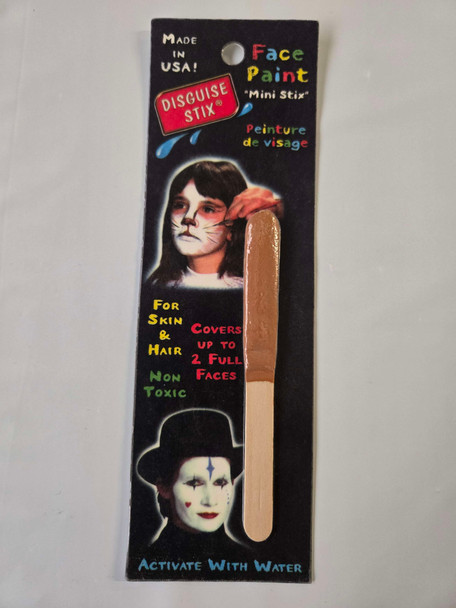 MADE
IN
USA!
Face
Paint
"Mini Stix"
DISGUISE
STIX®
Peinture
de visage
FOR
SKIN
&
HAIR
COVERS
UP TO
2 FULL
FACES
NON
TOXIC
ACTIVATE WITH WATER